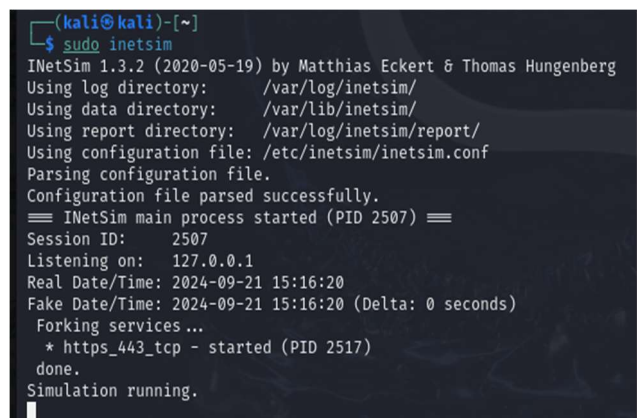 ┌──(kali㉿kali)-[~]
└─$ sudo inetsim
INetSim 1.3.2 (2020-05-19) by Matthias Eckert & Thomas Hungenberg
Using log directory:      /var/log/inetsim/
Using data directory:     /var/lib/inetsim/
Using report directory:   /var/log/inetsim/report/
Using configuration file: /etc/inetsim/inetsim.conf
Parsing configuration file.
Configuration file parsed successfully.
=== INetSim main process started (PID 2507) ===
Session ID:     2507
Listening on:   127.0.0.1
Real Date/Time: 2024-09-21 15:16:20
Fake Date/Time: 2024-09-21 15:16:20 (Delta: 0 seconds)
 Forking services...
  * https_443_tcp - started (PID 2517)
 done.
Simulation running.